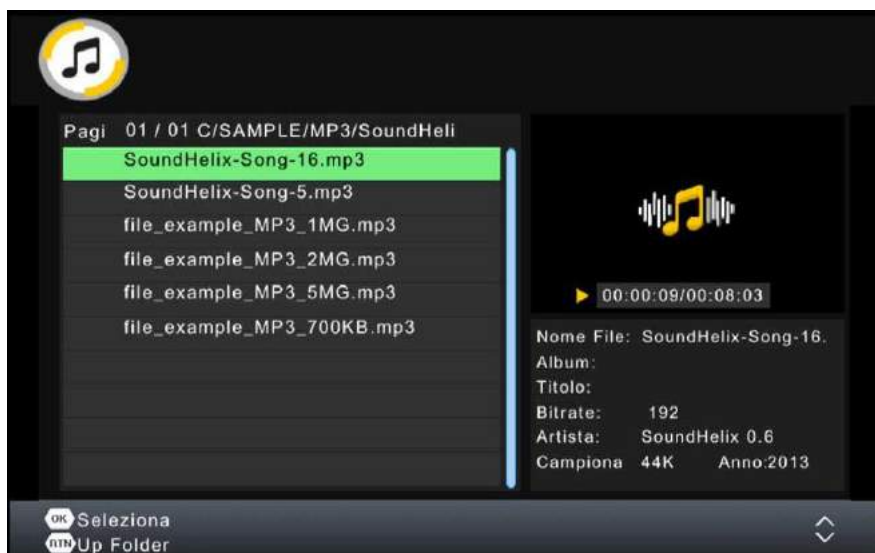 Pagi 01 / 01 C/SAMPLE/MP3/SoundHeli
SoundHelix-Song-16.mp3
SoundHelix-Song-5.mp3
file_example_MP3_1MG.mp3
file_example_MP3_2MG.mp3
file_example_MP3_5MG.mp3
file_example_MP3_700KB.mp3
00:00:09/00:08:03
Nome File: SoundHelix-Song-16.
Album:
Titolo:
Bitrate: 192
Artista: SoundHelix 0.6
Campiona 44K Anno:2013
OK Seleziona
RTN Up Folder